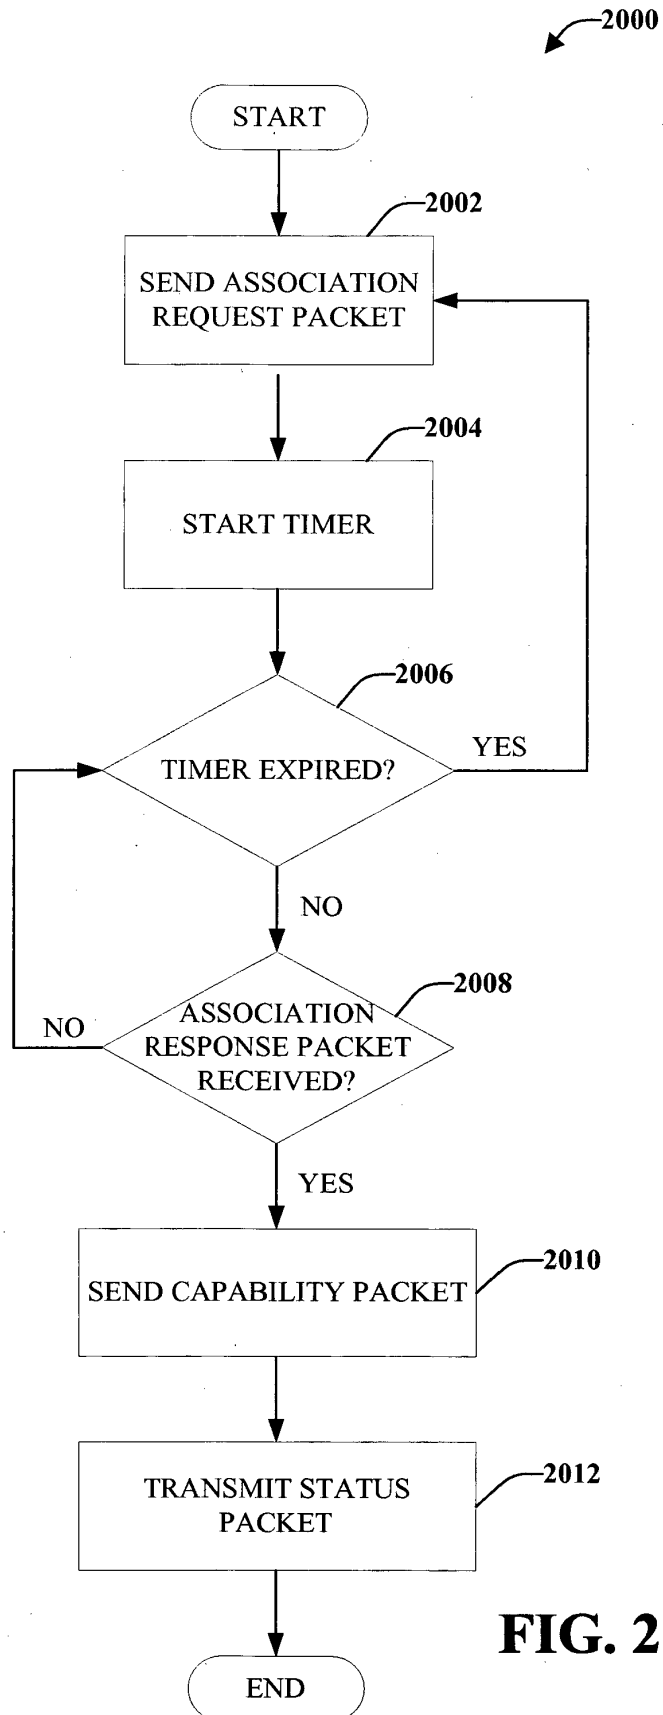 2000
START
2002
SEND ASSOCIATION
REQUEST PACKET
2004
START TIMER
2006
TIMER EXPIRED?
YES
NO
2008
ASSOCIATION
RESPONSE PACKET
RECEIVED?
NO
YES
2010
SEND CAPABILITY PACKET
2012
TRANSMIT STATUS
PACKET
FIG. 2
END